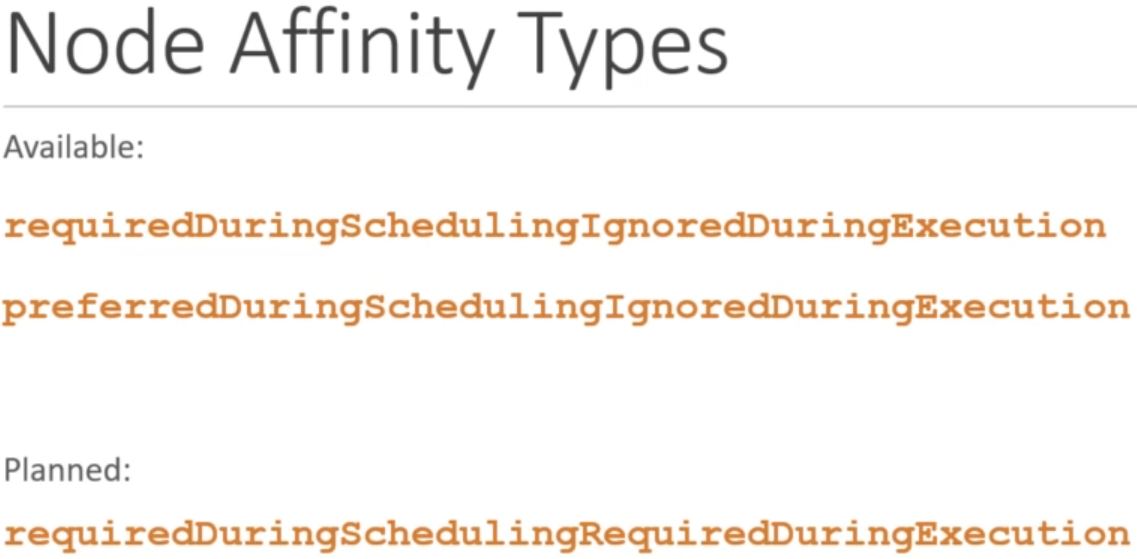 Node Affinity Types
Available:
requiredDuringSchedulingIgnoredDuringExecution
preferredDuringSchedulingIgnoredDuringExecution
Planned:
requiredDuringSchedulingRequiredDuringExecution